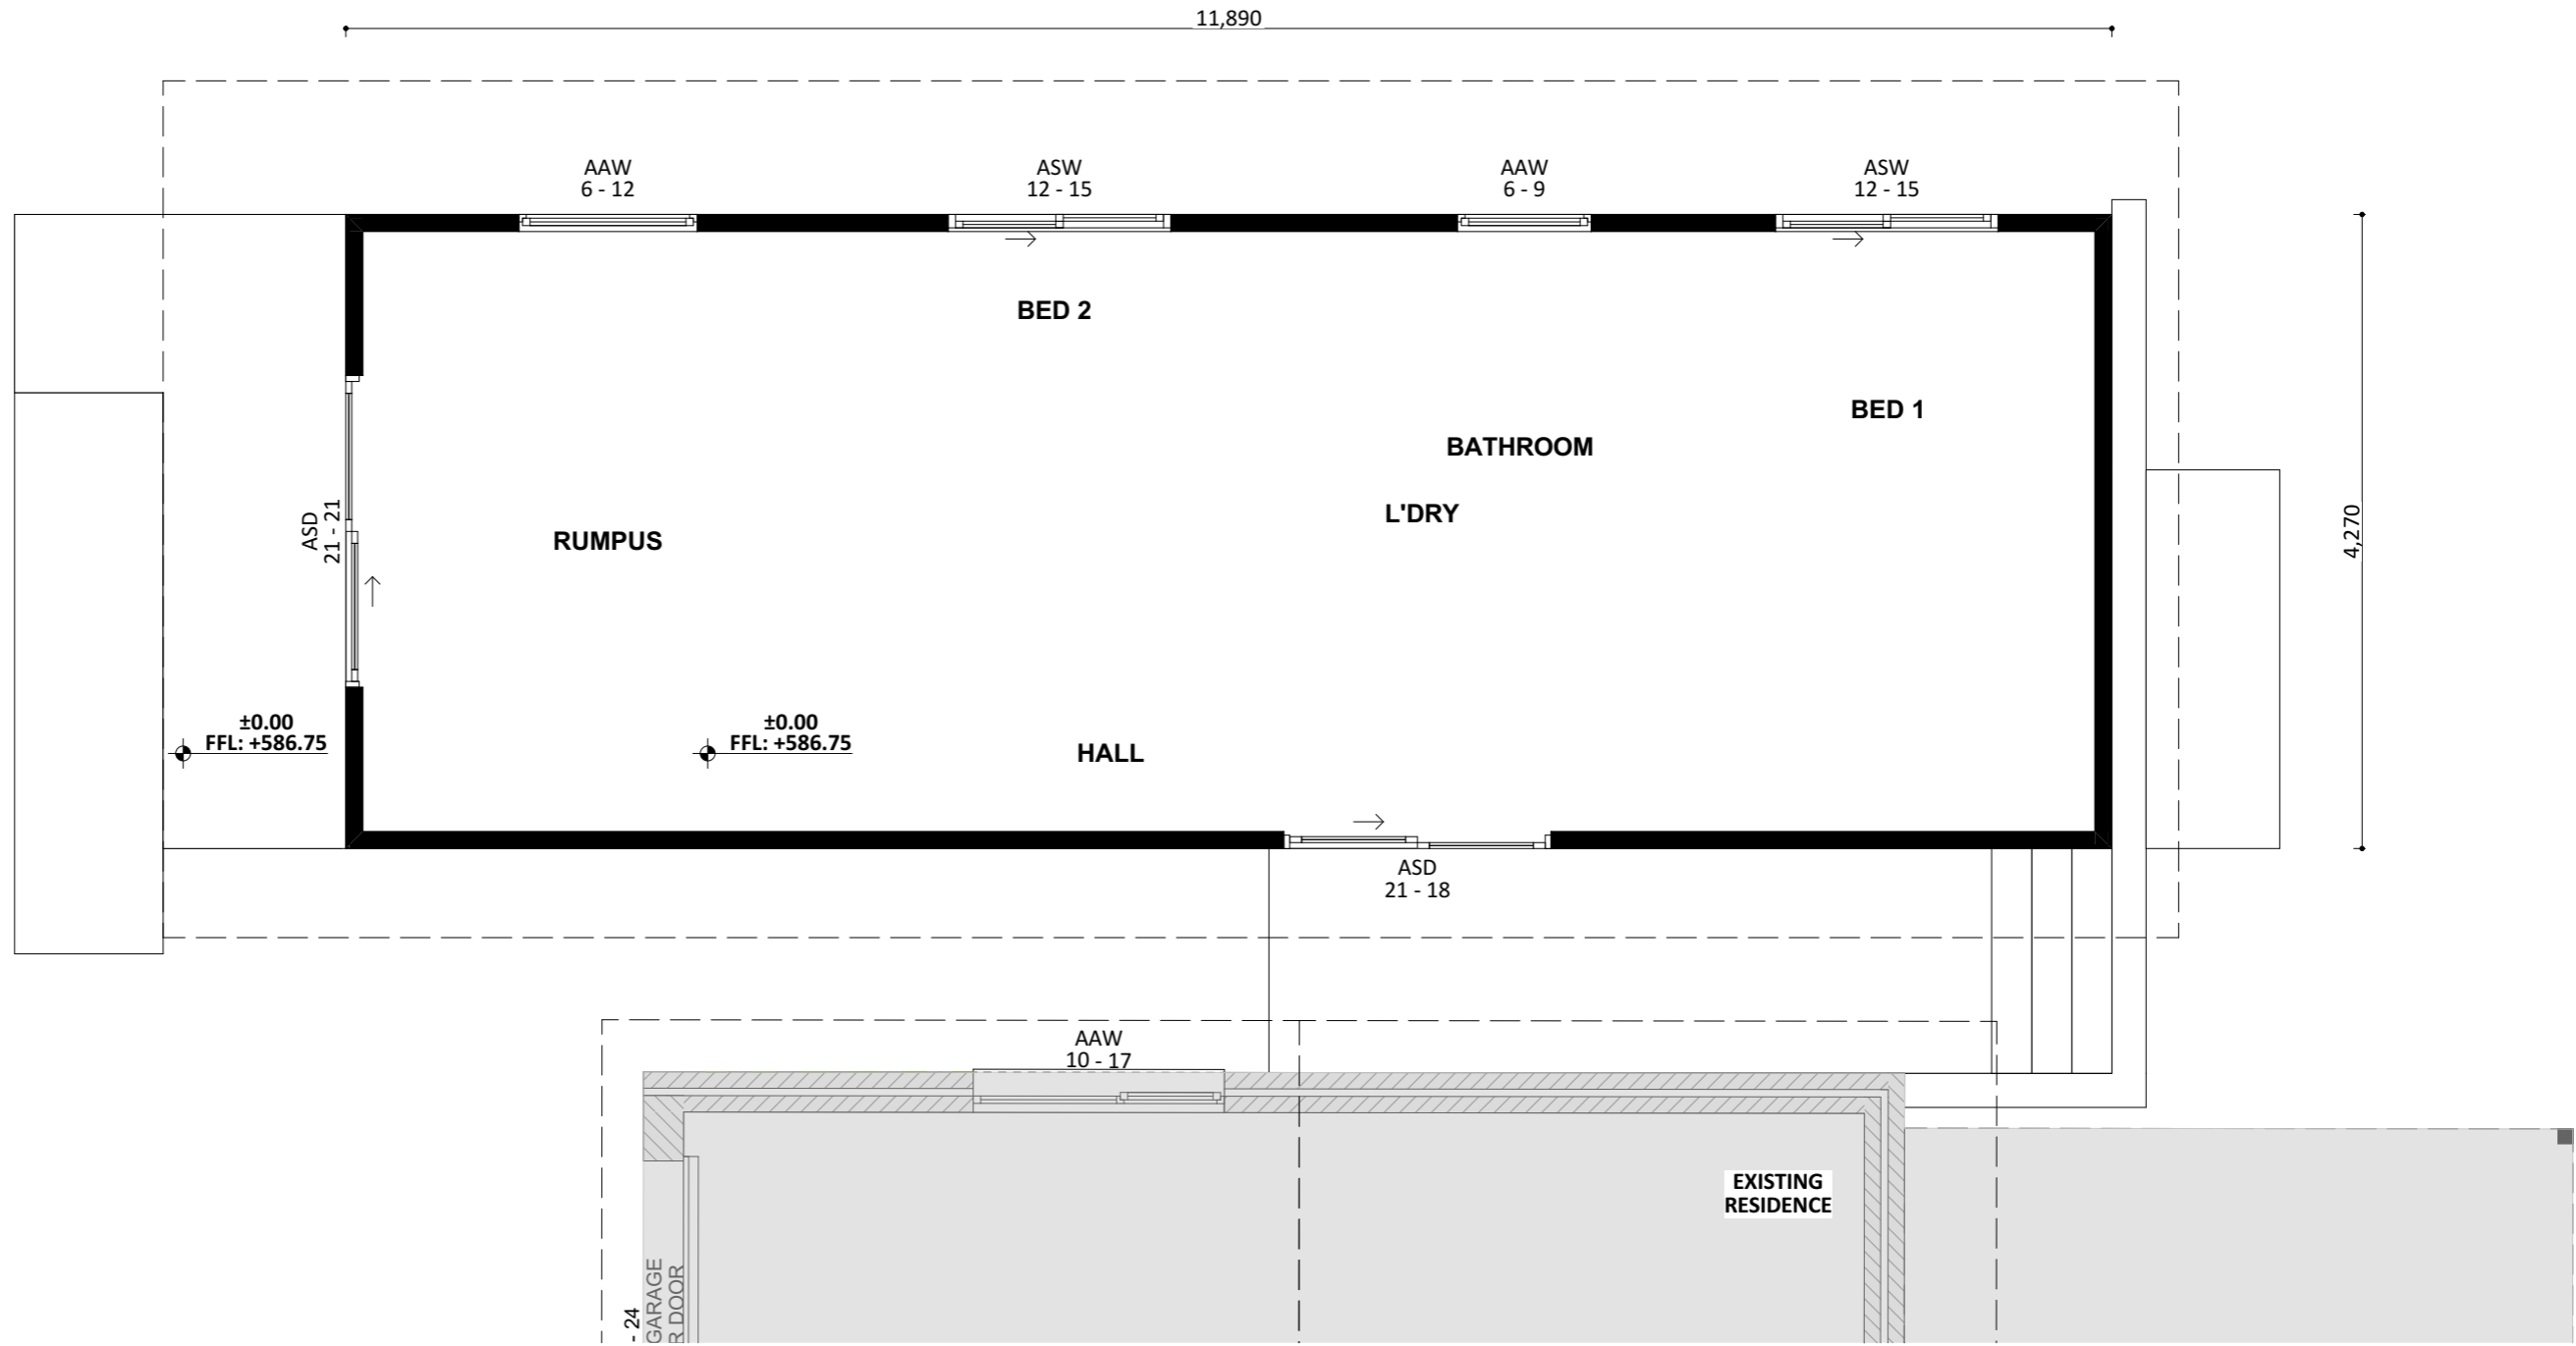 11,890
AAW
6 - 12
ASW
12 - 15
AAW
6 - 9
ASW
12 - 15
BED 2
BED 1
BATHROOM
L'DRY
ASD
21 - 21
RUMPUS
4,270
±0.00
FFL: +586.75
±0.00
FFL: +586.75
HALL
ASD
21 - 18
AAW
10 - 17
EXISTING
RESIDENCE
- 24
GARAGE
R DOOR